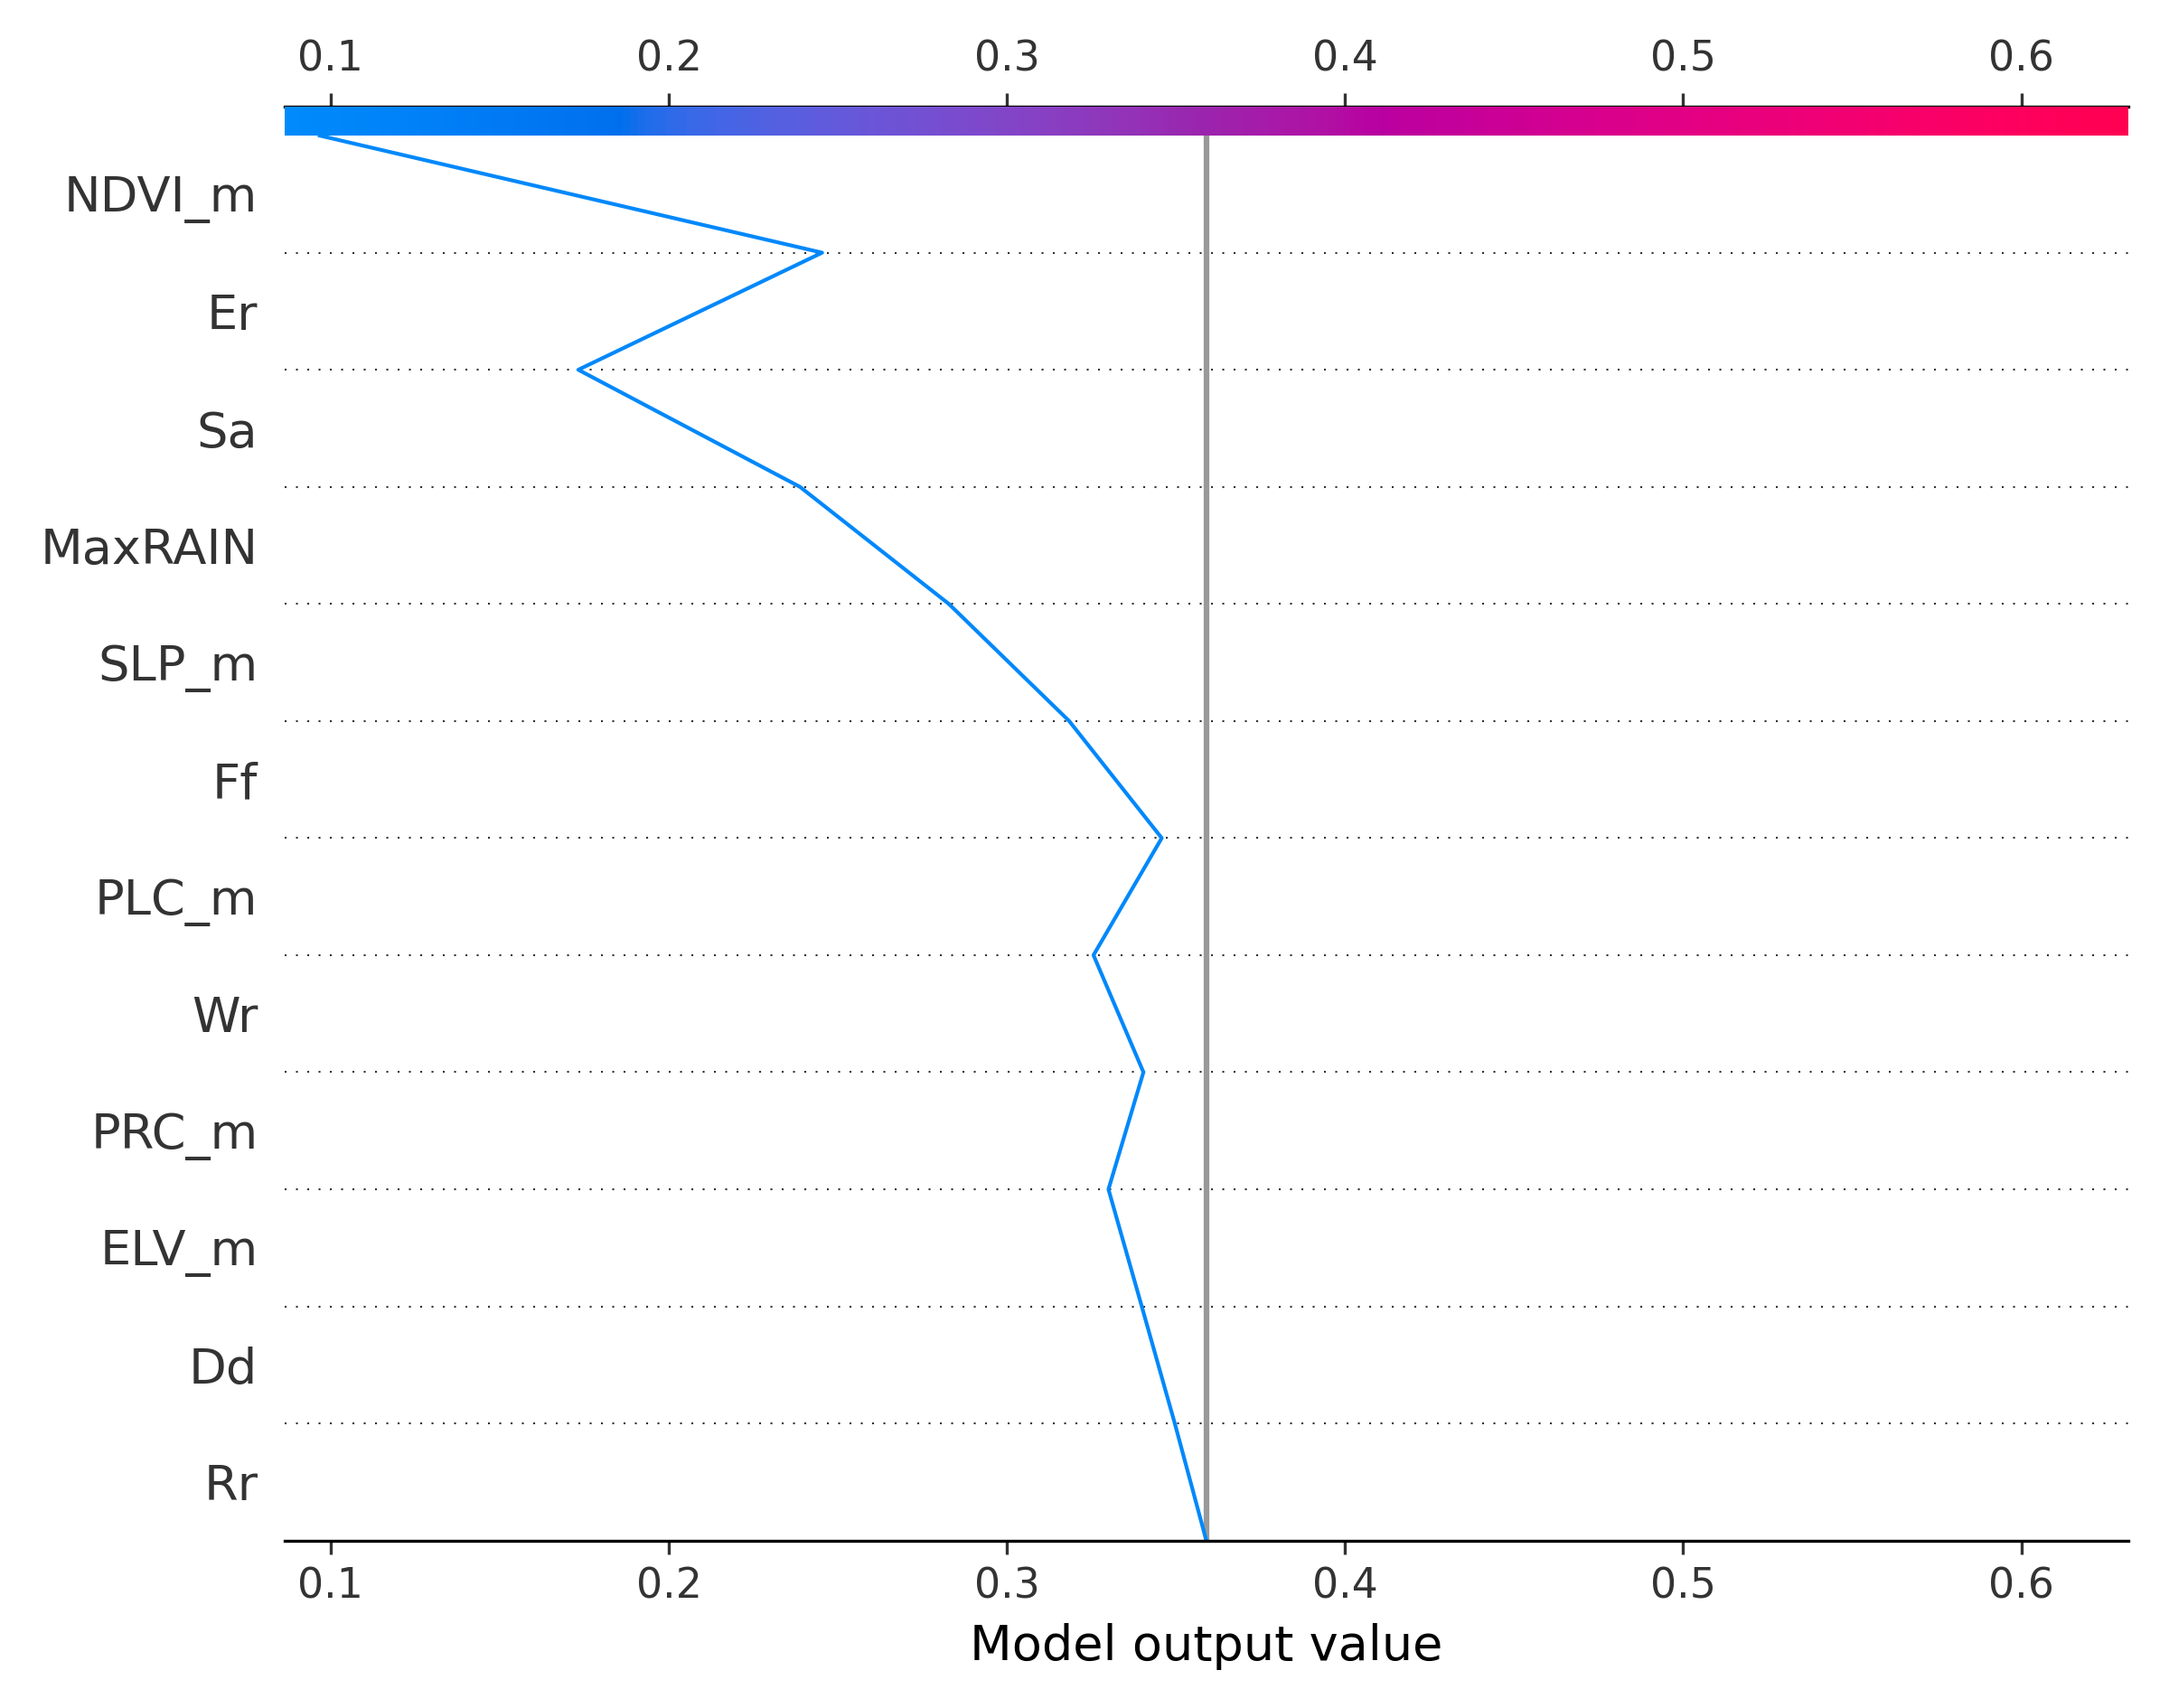 0.1 0.2 0.3 0.4 0.5 0.6
NDVI_m
Er
Sa
MaxRAIN
SLP_m
Ff
PLC_m
Wr
PRC_m
ELV_m
Dd
Rr
0.1 0.2 0.3 0.4 0.5 0.6
Model output value